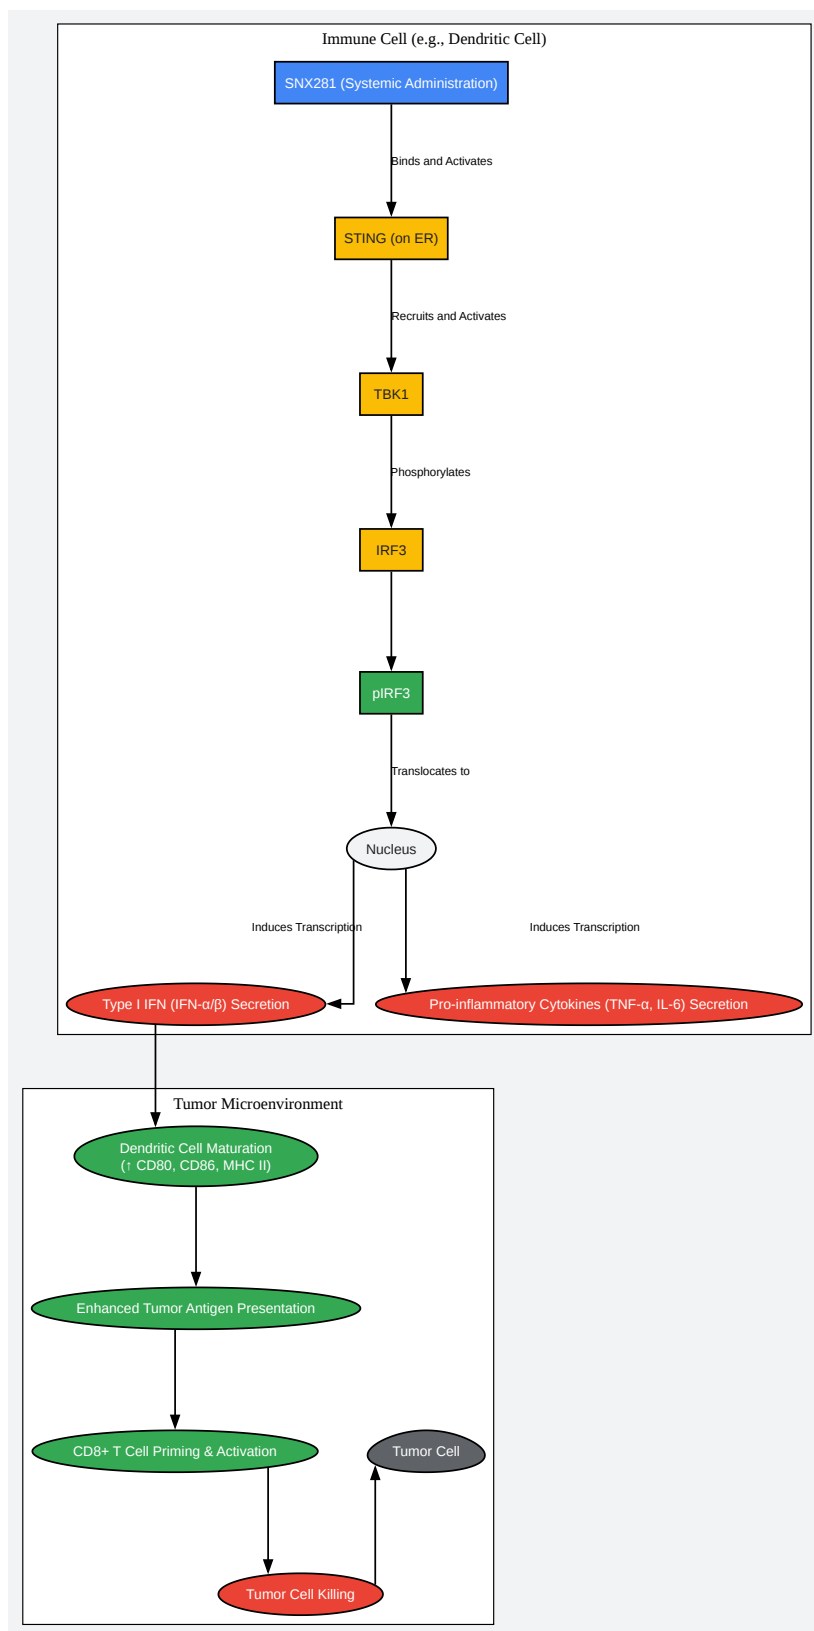 Immune Cell (e.g., Dendritic Cell)
SNX281 (Systemic Administration)
Binds and Activates
STING (on ER)
Recruits and Activates
TBK1
Phosphorylates
IRF3
pIRF3
Translocates to
Nucleus
Induces Transcription
Induces Transcription
Type I IFN (IFN-α/β) Secretion
Pro-inflammatory Cytokines (TNF-α, IL-6) Secretion
Tumor Microenvironment
Dendritic Cell Maturation
(↑ CD80, CD86, MHC II)
Enhanced Tumor Antigen Presentation
CD8+ T Cell Priming & Activation
Tumor Cell
Tumor Cell Killing